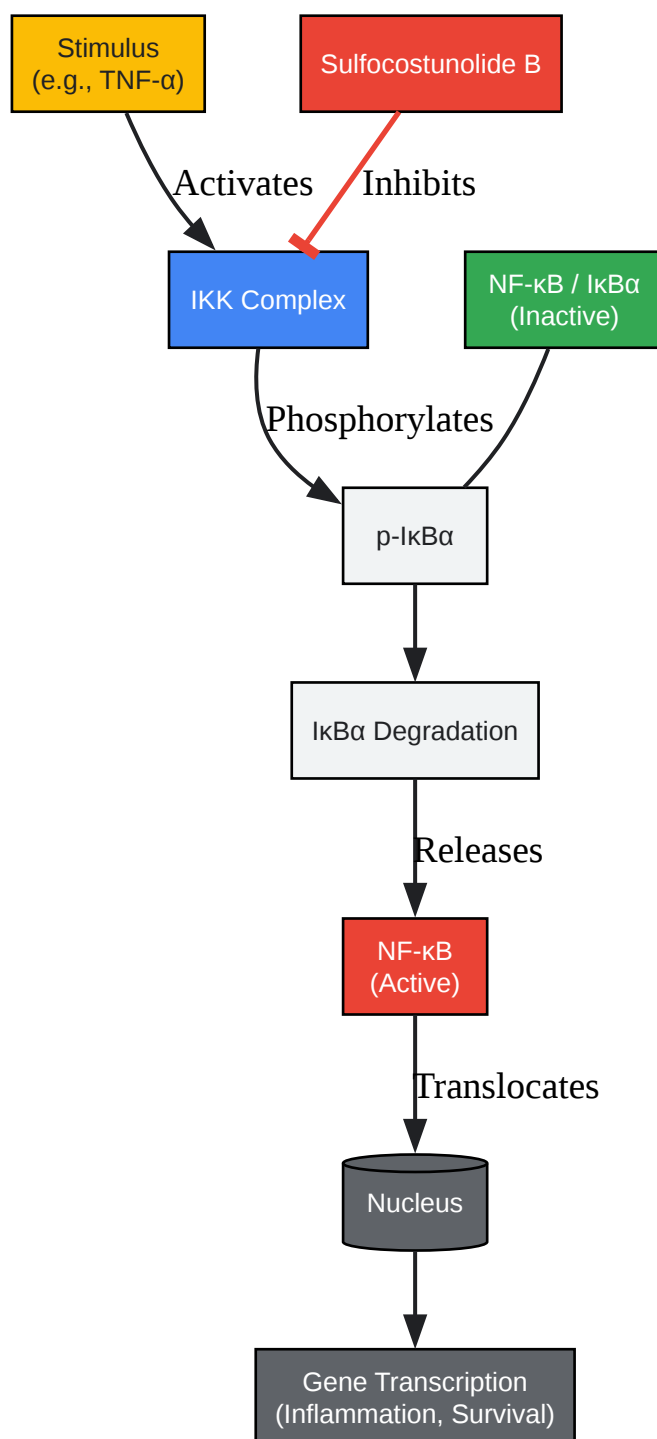 Stimulus
(e.g., TNF-α)
Sulfocostunolide B
Activates
Inhibits
IKK Complex
NF-κB / IκBα
(Inactive)
Phosphorylates
p-IκBα
IκBα Degradation
Releases
NF-κB
(Active)
Translocates
Nucleus
Gene Transcription
(Inflammation, Survival)